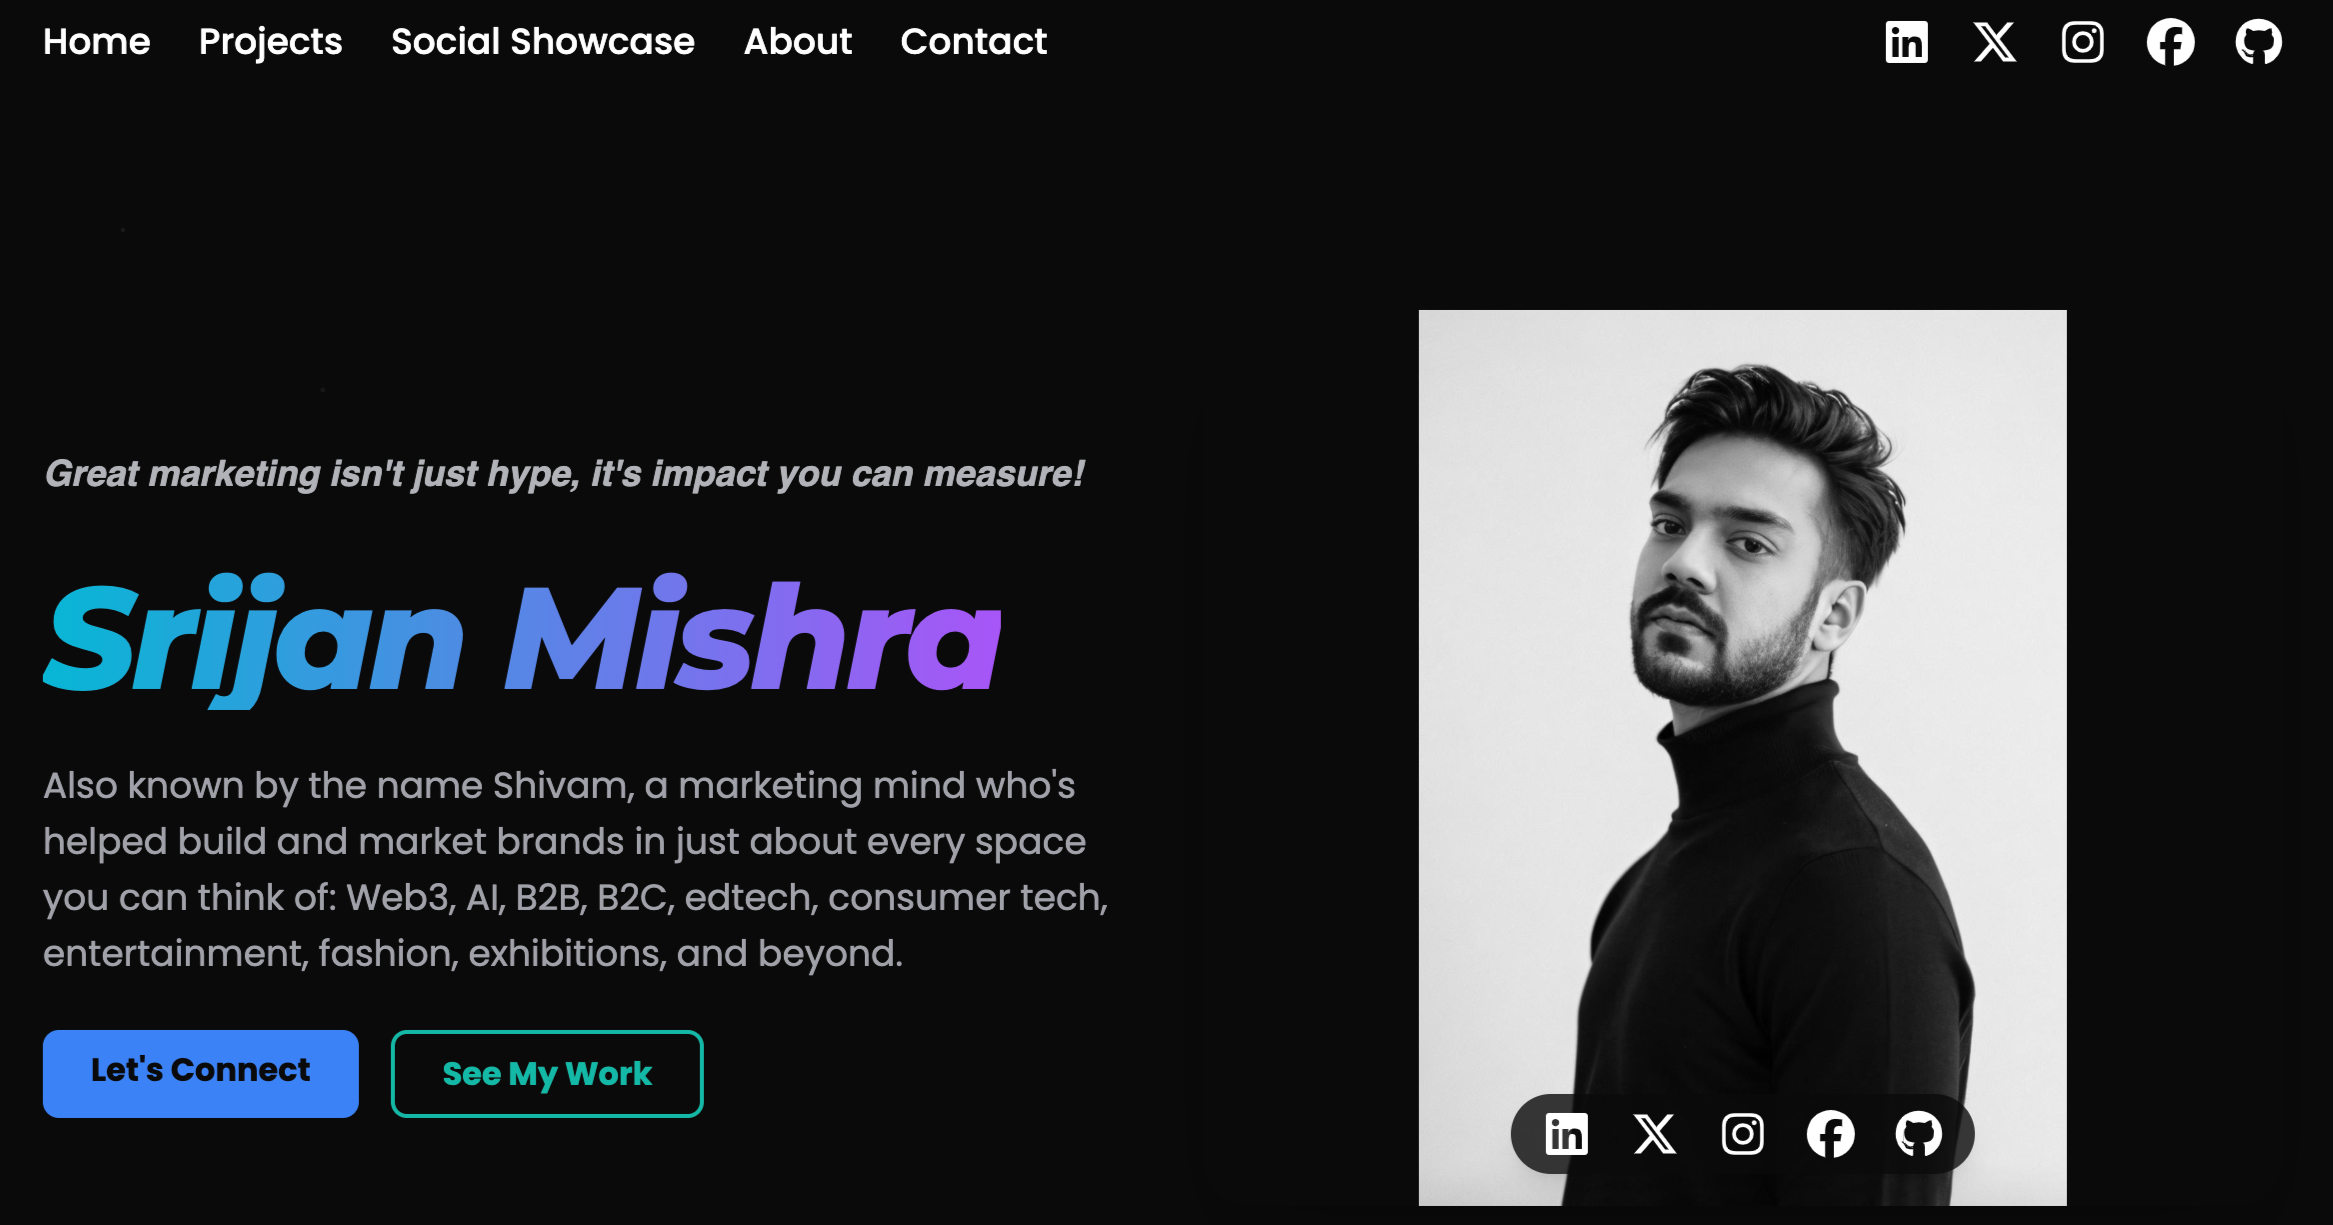 Home Projects Social Showcase About Contact
Great marketing isn't just hype, it's impact you can measure!
Srijan Mishra
Also known by the name Shivam, a marketing mind who's
helped build and market brands in just about every space
you can think of: Web3, AI, B2B, B2C, edtech, consumer tech,
entertainment, fashion, exhibitions, and beyond.
Let's Connect
See My Work